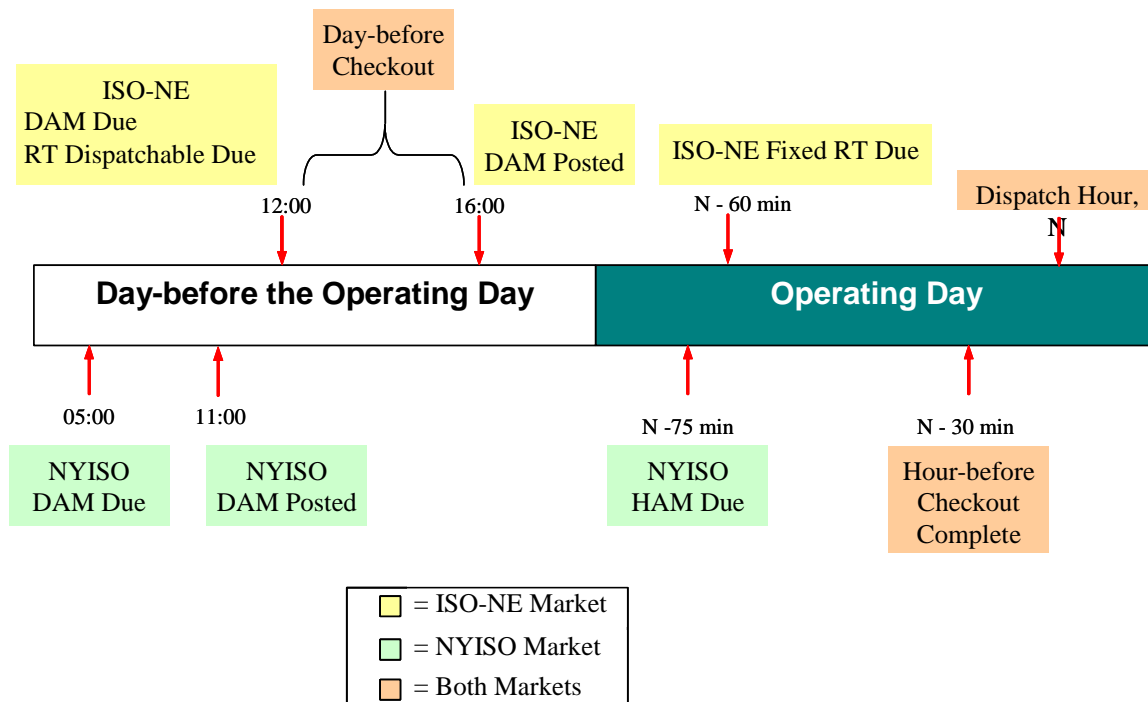 Day-before
Checkout
ISO-NE
DAM Due
RT Dispatchable Due
ISO-NE
DAM Posted
ISO-NE Fixed RT Due
Dispatch Hour,
N
12:00
16:00
N - 60 min
Day-before the Operating Day
Operating Day
05:00
11:00
N -75 min
N - 30 min
NYISO
DAM Due
NYISO
DAM Posted
NYISO
HAM Due
Hour-before
Checkout
Complete
= ISO-NE Market
= NYISO Market
= Both Markets